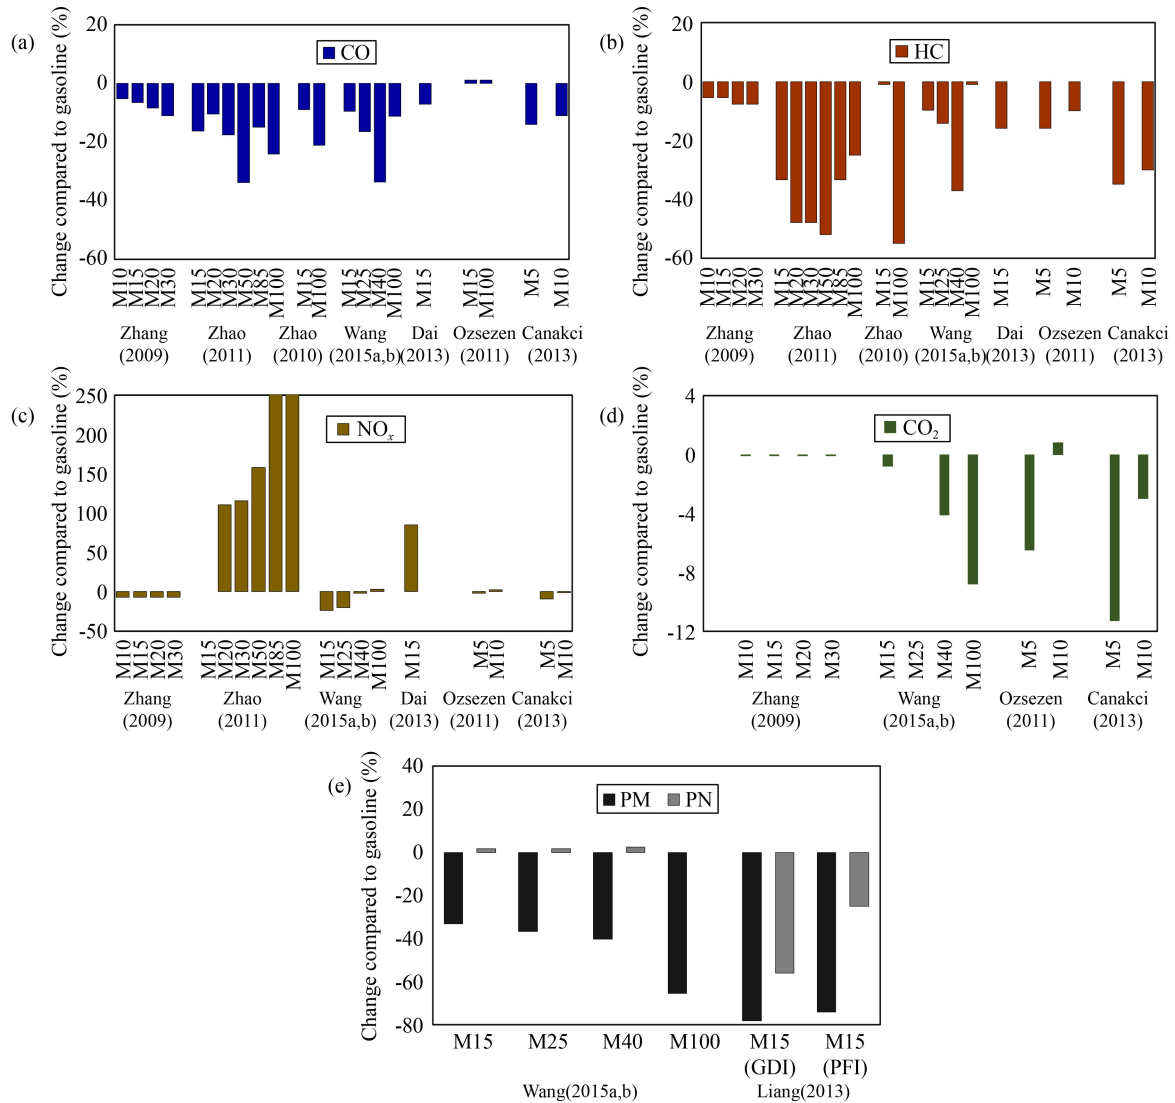 (a)
Change compared to gasoline (%)
20
0
-20
-40
-60
CO
M10 M15 M20 M30 M15 M20 M30 M50 M85 M100 M15 M100 M15 M25 M40 M100 M15 M15 M100 M5 M10
Zhang Zhao Zhao Wang Dai Ozsezen Canakci
(2009) (2011) (2010) (2015a,b) (2013) (2011) (2013)
(b)
Change compared to gasoline (%)
20
0
-20
-40
-60
HC
M10 M15 M20 M30 M15 M20 M30 M50 M85 M100 M15 M100 M15 M25 M40 M100 M15 M5 M10 M5 M10
Zhang Zhao Zhao Wang Dai Ozsezen Canakci
(2009) (2011) (2010) (2015a,b) (2013) (2011) (2013)
(c)
Change compared to gasoline (%)
250
200
150
100
50
0
-50
NOx
M10 M15 M20 M30 M15 M20 M30 M50 M85 M100 M15 M25 M40 M100 M15 M5 M10 M5 M10
Zhang Zhao Wang Dai Ozsezen Canakci
(2009) (2011) (2015a,b) (2013) (2011) (2013)
(d)
Change compared to gasoline (%)
4
0
-4
-8
-12
CO2
M10 M15 M20 M30 M15 M25 M40 M100 M5 M10 M5 M10
Zhang Wang Ozsezen Canakci
(2009) (2015a,b) (2011) (2013)
(e)
Change compared to gasoline (%)
40
20
0
-20
-40
-60
-80
PM PN
M15 M25 M40 M100 M15 M15
(GDI) (PFI)
Wang(2015a,b) Liang(2013)